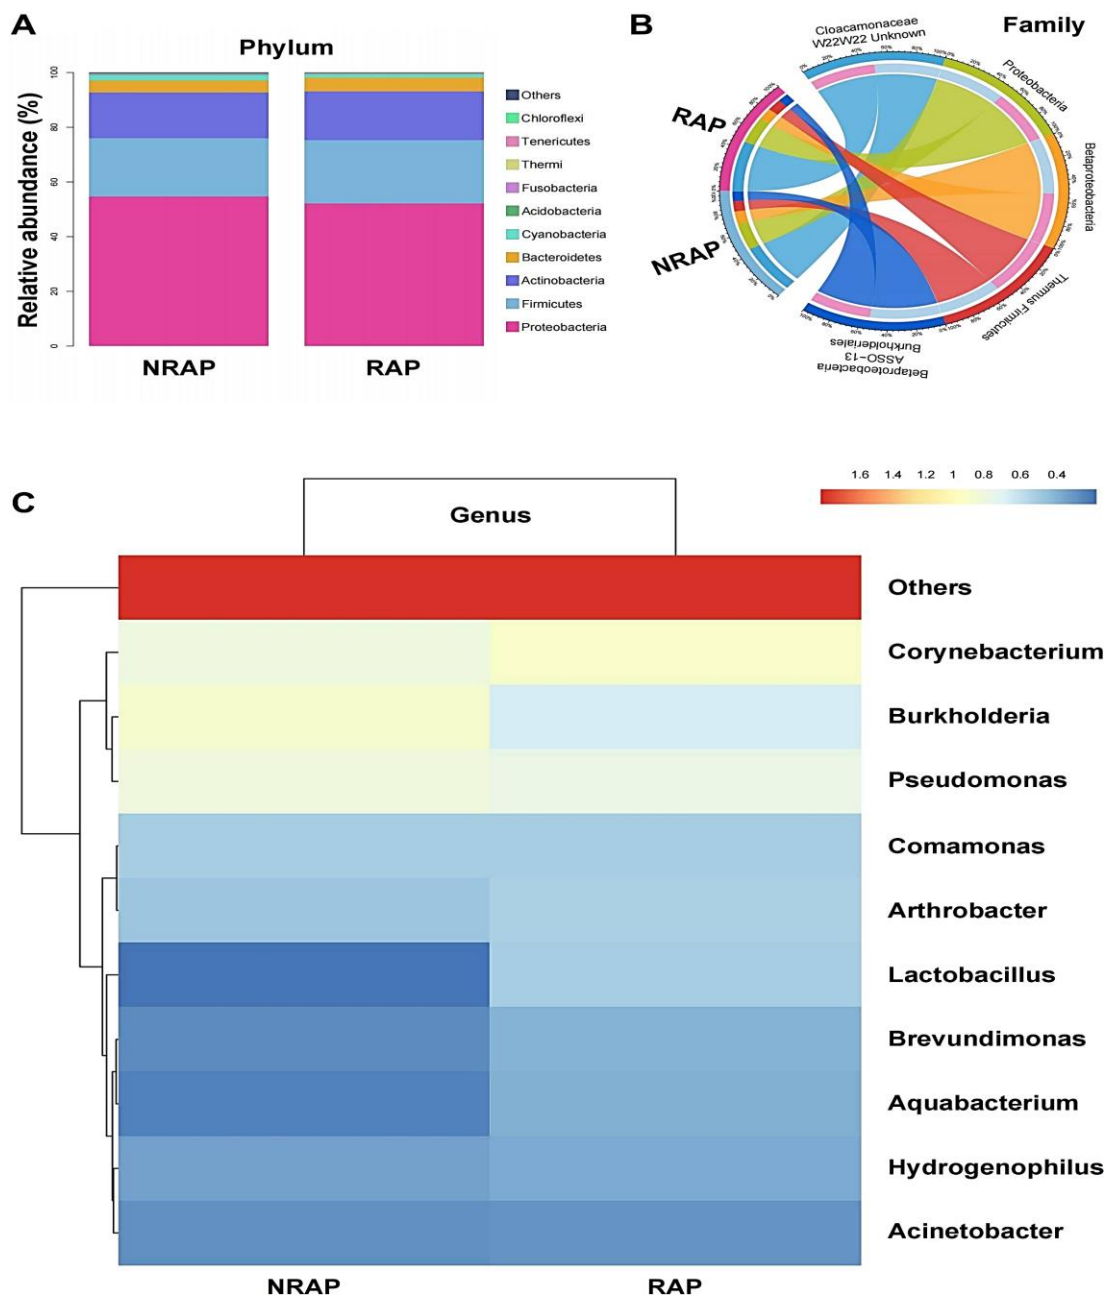 A
Phylum
Relative abundance (%)
0
20
40
60
80
100
NRAP
RAP
Others
Chloroflexi
Tenericutes
Thermi
Fusobacteria
Acidobacteria
Cyanobacteria
Bacteroidetes
Actinobacteria
Firmicutes
Proteobacteria
B
Family
Cloacamonaceae
W22W22 Unknown
Proteobacteria
Betaproteobacteria
Thermus Firmicutes
Burkholderiales
ASSO-13
Betaproteobacteria
RAP
NRAP
C
Genus
1.6 1.4 1.2 1 0.8 0.6 0.4
Others
Corynebacterium
Burkholderia
Pseudomonas
Comamonas
Arthrobacter
Lactobacillus
Brevundimonas
Aquabacterium
Hydrogenophilus
Acinetobacter
NRAP
RAP